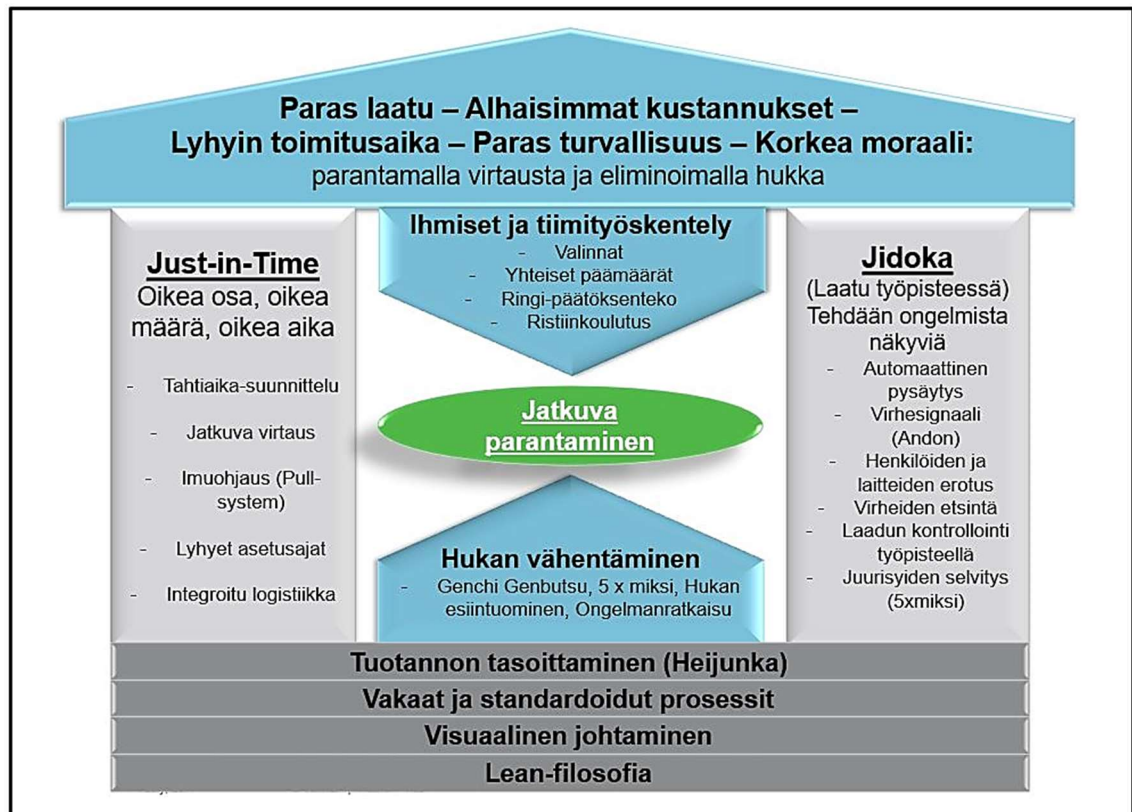 Paras laatu – Alhaisimmat kustannukset –
Lyhyin toimitusaika – Paras turvallisuus – Korkea moraali:
parantamalla virtausta ja eliminoimalla hukka
Just-in-Time
Oikea osa, oikea
määrä, oikea aika
- Tahtiaika-suunnittelu
- Jatkuva virtaus
- Imuohjaus (Pull-
system)
- Lyhyet asetusajat
- Integroitu logistiikka
Ihmiset ja tiimityöskentely
- Valinnat
- Yhteiset päämäärät
- Ringi-päätöksenteko
- Ristiinkoulutus
Jatkuva
parantaminen
Hukan vähentäminen
- Genchi Genbutsu, 5 x miksi, Hukan
esiintuominen, Ongelmanratkaisu
Jidoka
(Laatu työpisteessä)
Tehdään ongelmista
näkyviä
- Automaattinen
pysäytys
- Virhesignaali
(Andon)
- Henkilöiden ja
laitteiden erotus
- Virheiden etsintä
- Laadun kontrollointi
työpisteellä
- Juurisyiden selvitys
(5xmiksi)
Tuotannon tasoittaminen (Heijunka)
Vakaat ja standardoidut prosessit
Visuaalinen johtaminen
Lean-filosofia